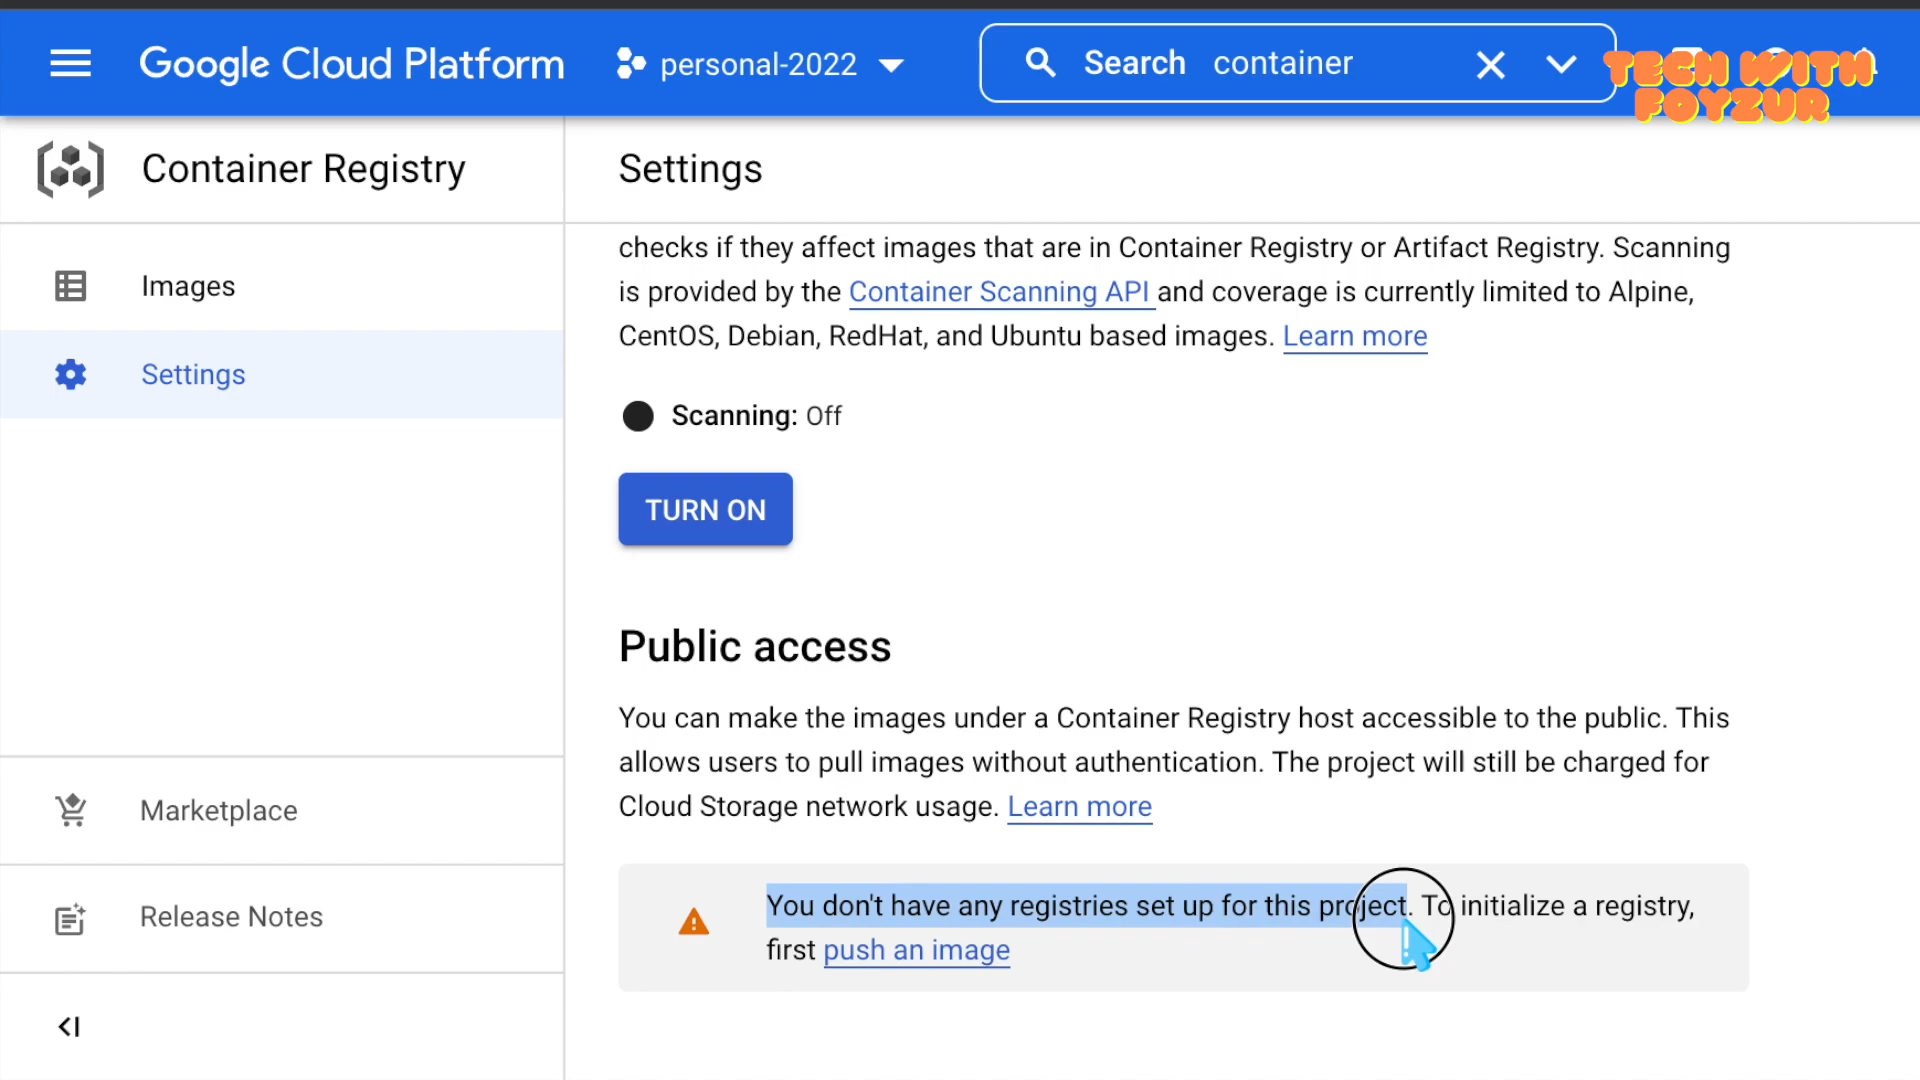 Google Cloud Platform
personal-2022
Search container
TECH WITH
FOYZUR
Container Registry
Settings
Images
Settings
Marketplace
Release Notes
checks if they affect images that are in Container Registry or Artifact Registry. Scanning
is provided by the Container Scanning API and coverage is currently limited to Alpine,
CentOS, Debian, RedHat, and Ubuntu based images. Learn more
Scanning: Off
TURN ON
Public access
You can make the images under a Container Registry host accessible to the public. This
allows users to pull images without authentication. The project will still be charged for
Cloud Storage network usage. Learn more
You don't have any registries set up for this project. To initialize a registry,
first push an image